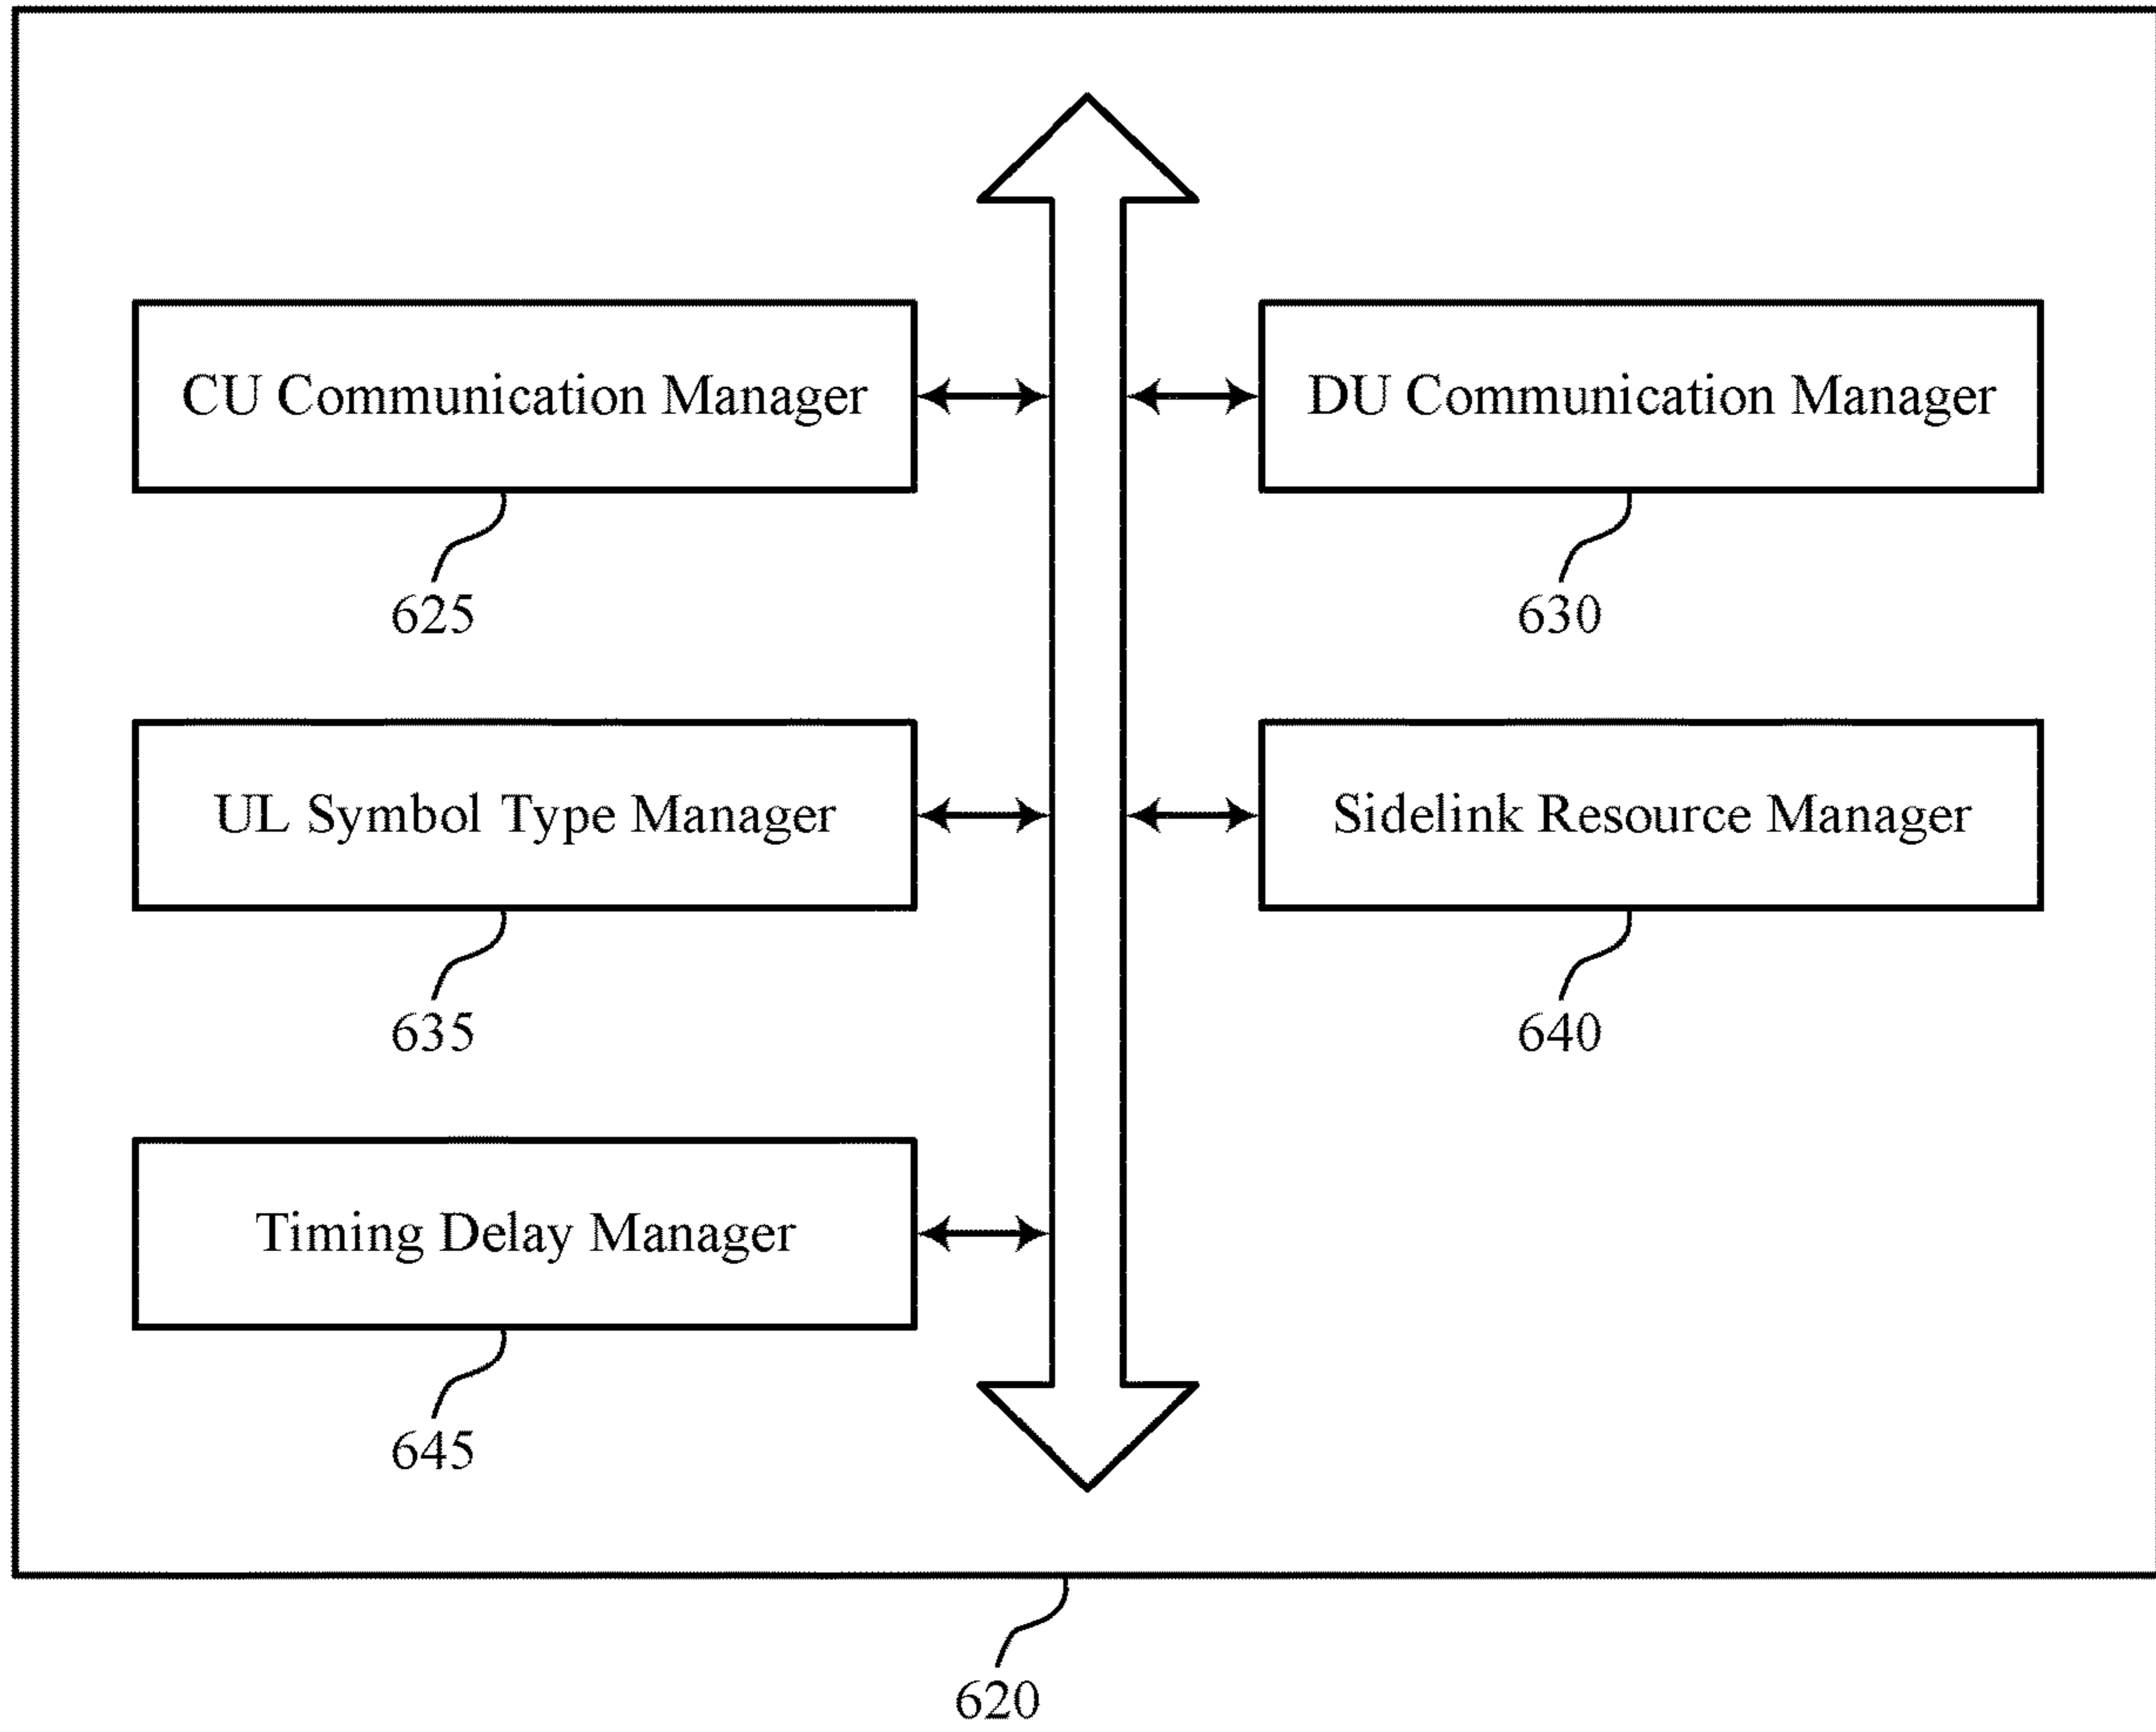 CU Communication Manager
DU Communication Manager
625
630
UL Symbol Type Manager
Sidelink Resource Manager
635
640
Timing Delay Manager
645
620